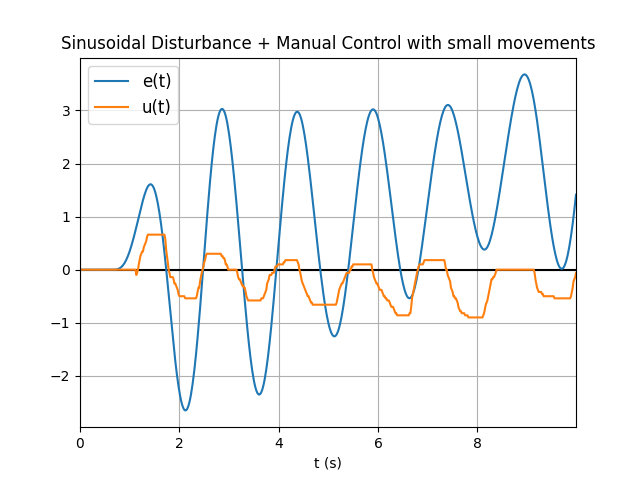 Sinusoidal Disturbance + Manual Control with small movements
e(t)
u(t)
3
2
1
0
−1
−2
0 2 4 6 8
t (s)